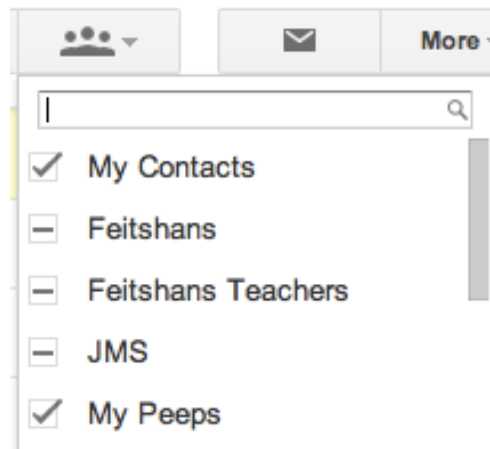 More
My Contacts
Feitshans
Feitshans Teachers
JMS
My Peeps